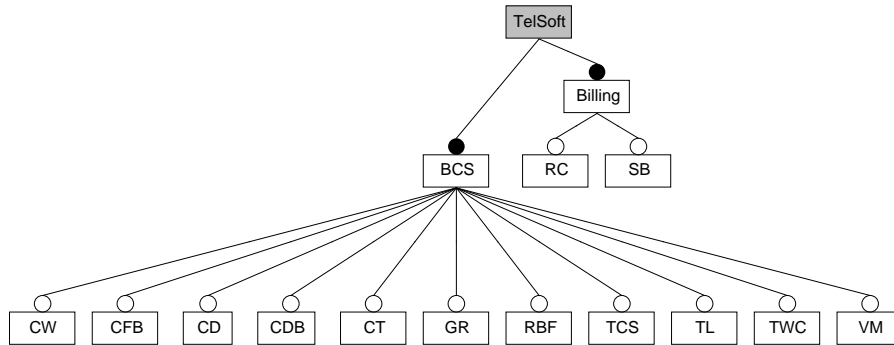 TelSoft
Billing
BCS RC SB
CW CFB CD CDB CT GR RBF TCS TL TWC VM